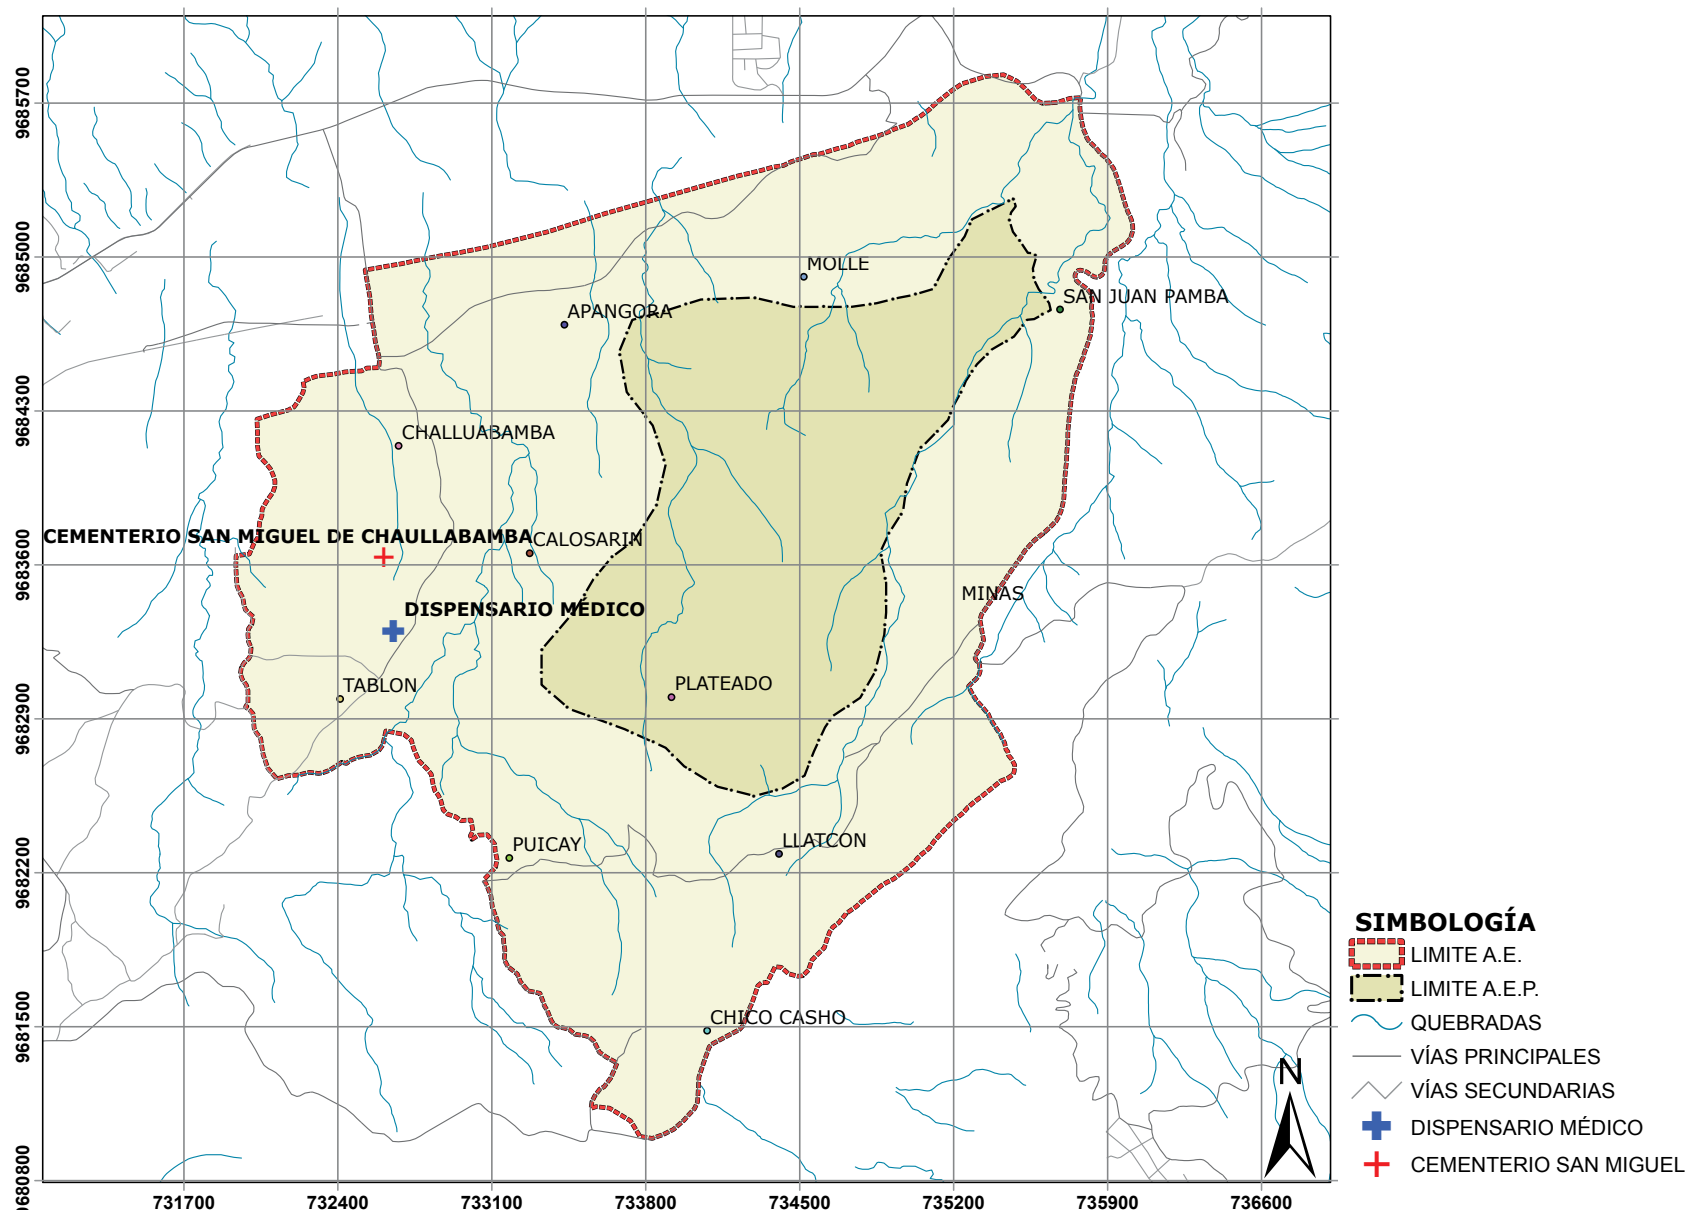 9685700
9685000
MOLLE
SAN JUAN PAMBA
APANGORA
9684300
CHALLUABAMBA
CEMENTERIO SAN MIGUEL DE CHAULLABAMBA
CALOSARIN
9683600
MINAS
DISPENSARIO MÉDICO
TABLON
PLATEADO
9682900
PUICAY
LLATCON
9682200
CHICO CASHO
9681500
9680800
N
731700
732400
733100
733800
734500
735200
735900
736600
SIMBOLOGÍA
LIMITE A.E.
LIMITE A.E.P.
QUEBRADAS
VÍAS PRINCIPALES
VÍAS SECUNDARIAS
DISPENSARIO MÉDICO
CEMENTERIO SAN MIGUEL